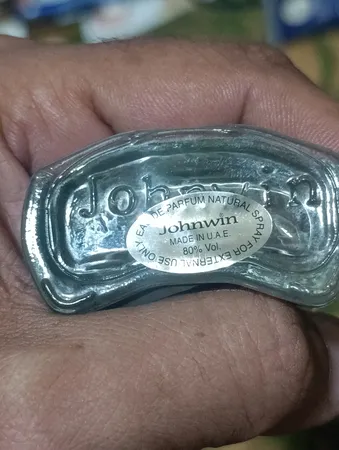 Johnwin
EAU DE PARFUM NATURAL SPRAY FOR EXTERNAL USE ONLY
Johnwin
MADE IN U.A.E
80% Vol.